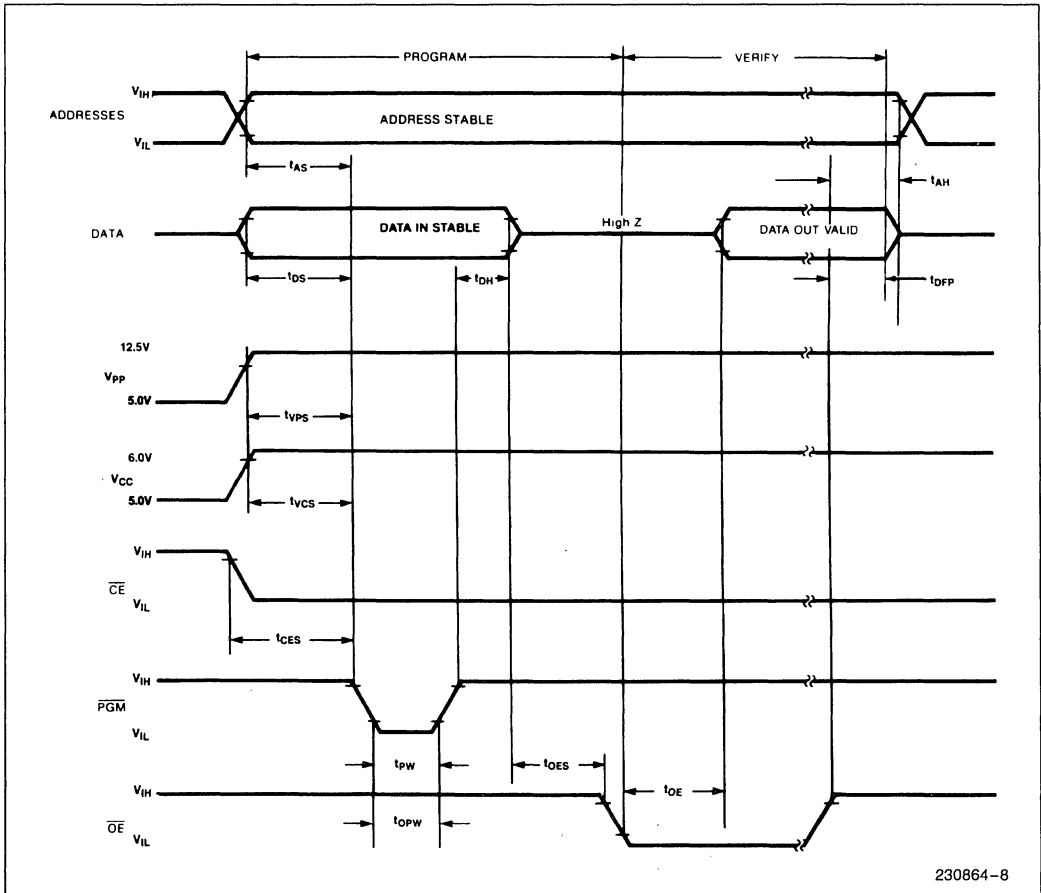 PROGRAM VERIFY
VIH
ADDRESSES ADDRESS STABLE
VIL
tAS tAH
DATA DATA IN STABLE High Z DATA OUT VALID
tDS tDH tDFP
12.5V
VPP
5.0V
tVPS
6.0V
VCC
5.0V
tVCS
VIH
CE
VIL
tCES
VIH
PGM
VIL
tPW tOES
VIH tOE
OE tOPW
VIL
230864-8